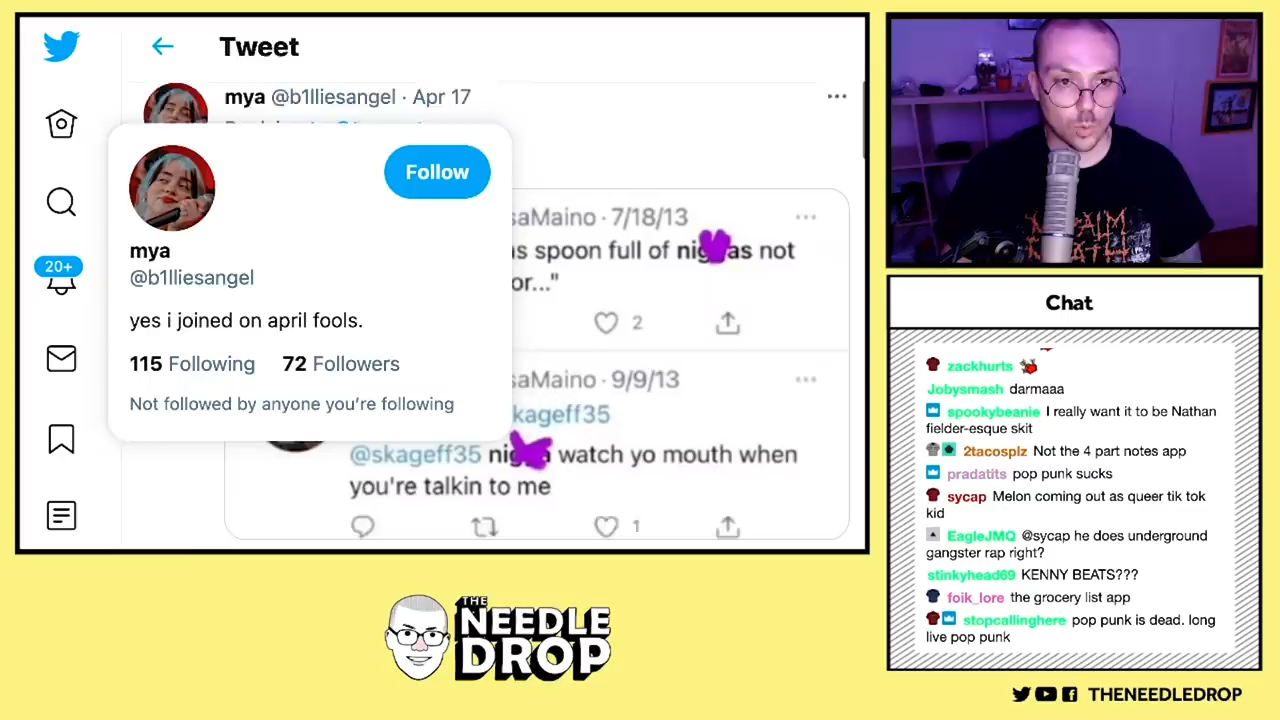 Tweet
mya @b1lliesangel · Apr 17
Follow
mya
@b1lliesangel
yes i joined on april fools.
115 Following 72 Followers
Not followed by anyone you're following
20+
saMaino · 7/18/13
spoon full of not
or..."
2
saMaino · 9/9/13
kageff35
@skageff35 watch yo mouth when
you're talkin to me
1
THE
NEEDLE
DROP
Chat
zackhurts
Jobysmash darmaaa
spookybeanie I really want it to be Nathan
fielder-esque skit
2tacosplz Not the 4 part notes app
pradatits pop punk sucks
sycap Melon coming out as queer tik tok
kid
EagleJMQ @sycap he does underground
gangster rap right?
stinkyhead69 KENNY BEATS???
foik_lore the grocery list app
stopcallinghere pop punk is dead. long
live pop punk
THENEEDLEDROP